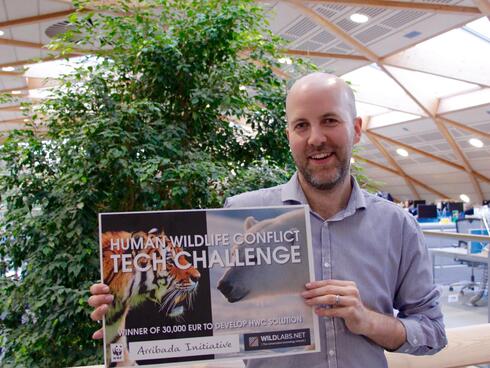 HUMAN WILDLIFE CONFLICT
TECH CHALLENGE
WINNER OF 30,000 EUR TO DEVELOP HWC SOLUTION
WWF
Arribada Initiative
WILDLABS.NET